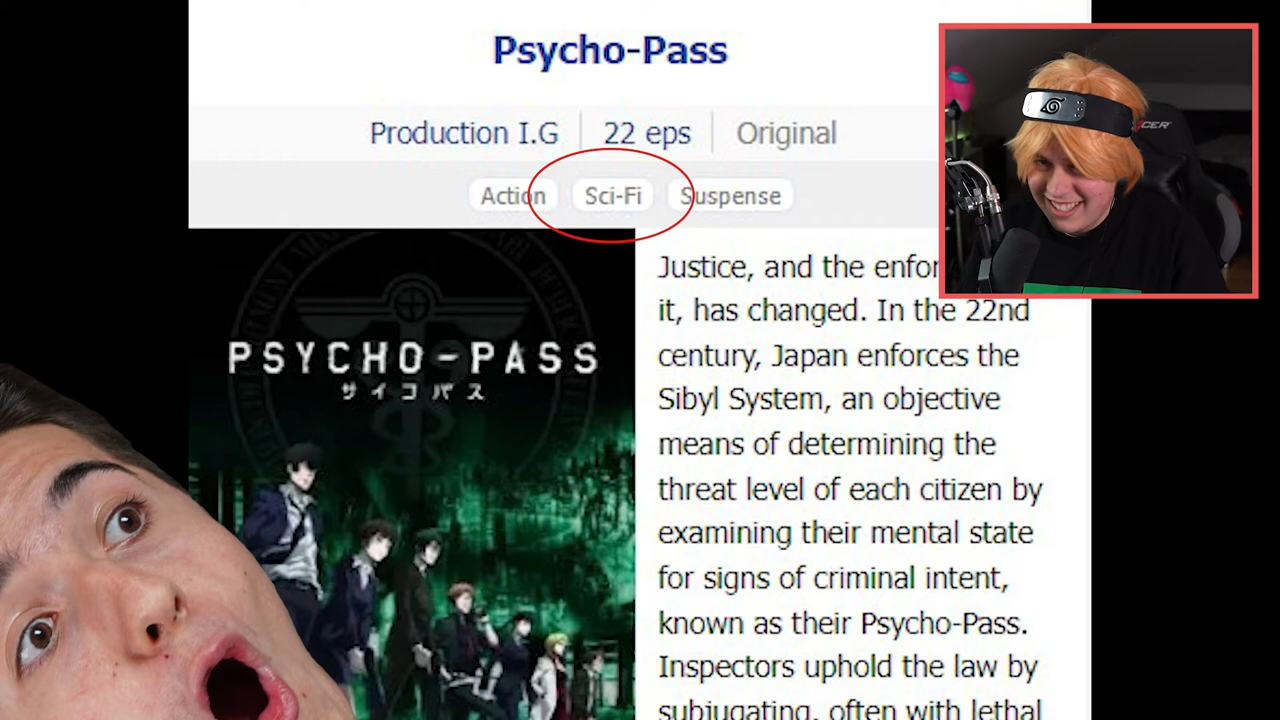 Psycho-Pass
Production I.G
22 eps
Original
Action
Sci-Fi
Suspense
PSYCHO-PASS
サイコパス
Justice, and the enfor
it, has changed. In the 22nd
century, Japan enforces the
Sibyl System, an objective
means of determining the
threat level of each citizen by
examining their mental state
for signs of criminal intent,
known as their Psycho-Pass.
Inspectors uphold the law by
subjugating, often with lethal
CER